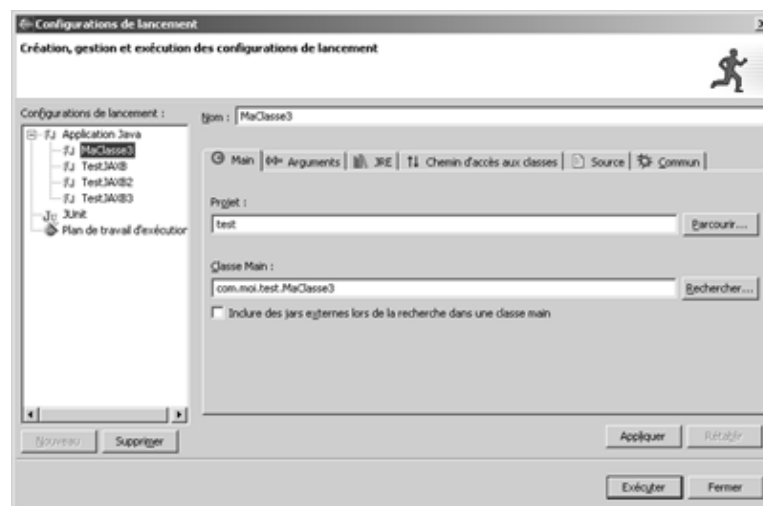 Configurations de lancement
Création, gestion et exécution des configurations de lancement
Configurations de lancement :
Application Java
MaClasse3
TestJAXB
TestJAXB2
TestJAXB3
JUnit
Plan de travail d'exécution
Nom : MaClasse3
Main Arguments JRE Chemin d'accès aux classes Source Commun
Projet :
test Parcourir...
Classe Main :
com.moi.test.MaClasse3 Rechercher...
Inclure des jars externes lors de la recherche dans une classe main
Nouveau Supprimer Appliquer Rétablir
Exécuter Fermer